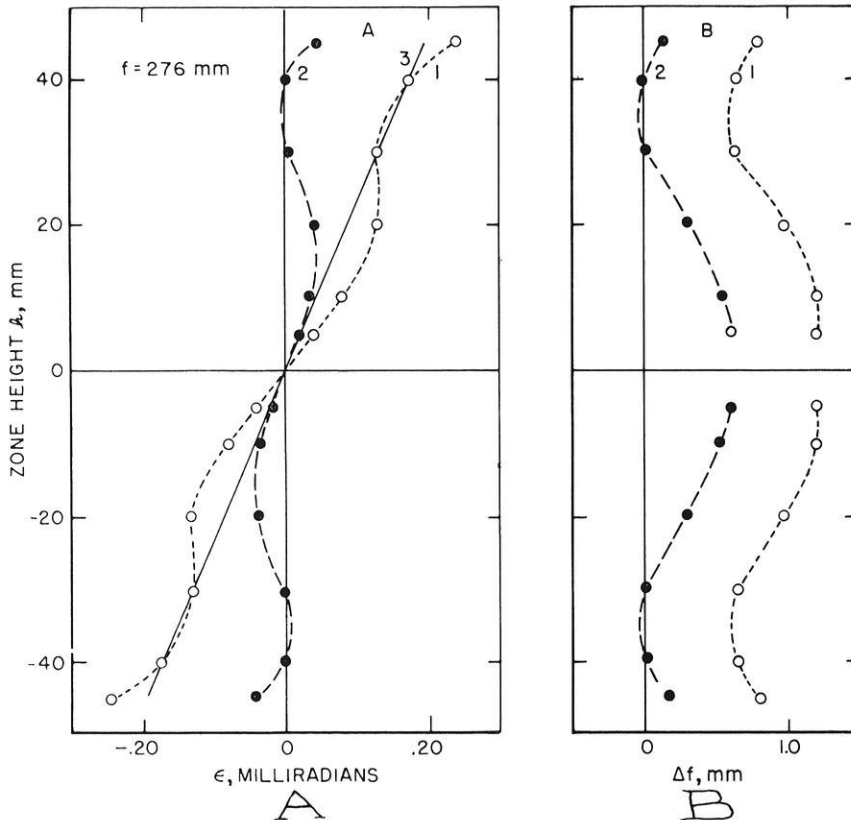 A
B
f = 276 mm
3
2
1
2
1
40
20
0
-20
-40
ZONE HEIGHT h, mm
-.20
0
.20
0
1.0
ε, MILLIRADIANS
Δf, mm
A
B